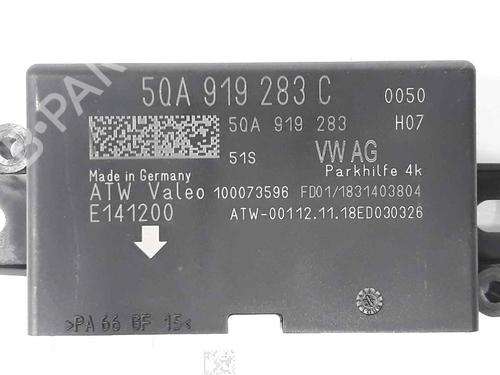 5QA 919 283 C
0050
5QA 919 283
H07
51S
VW AG
Made in Germany
Parkhilfe 4k
ATW Valeo 100073596 FD01/1831403804
E141200
ATW-00112.11.18ED030326
>PA 66 GF 15<
B-PARTS